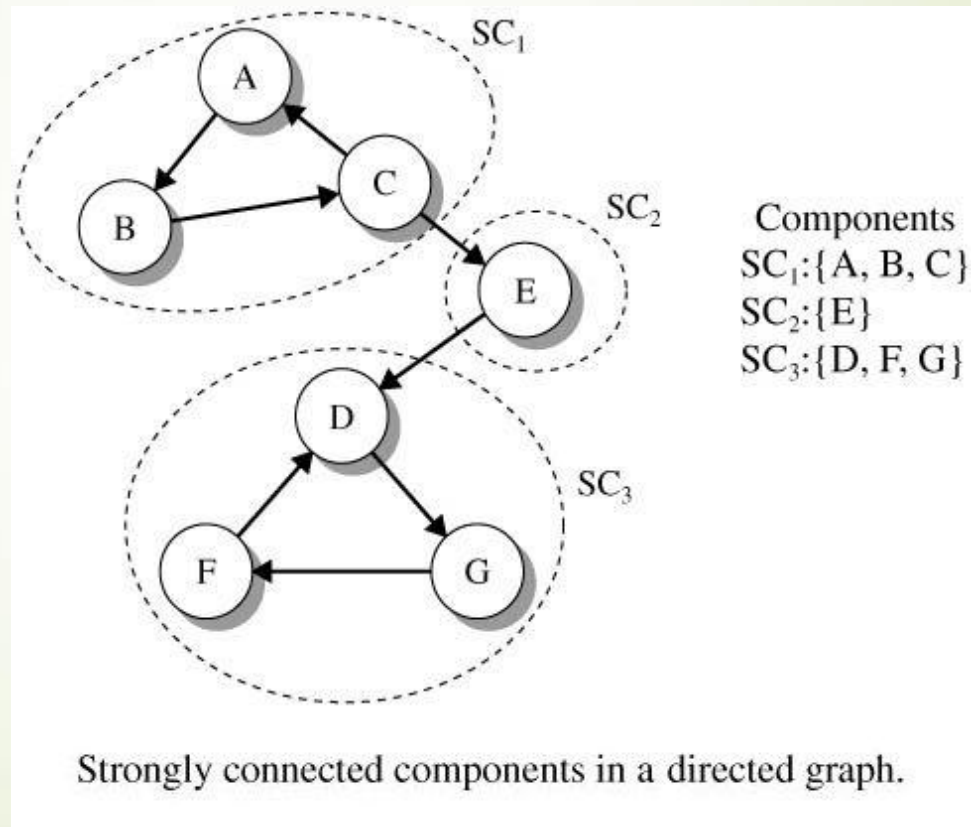 SC₁
A
C
B
SC₂
E
Components
SC₁:{A, B, C}
SC₂:{E}
SC₃:{D, F, G}
D
SC₃
F
G
Strongly connected components in a directed graph.